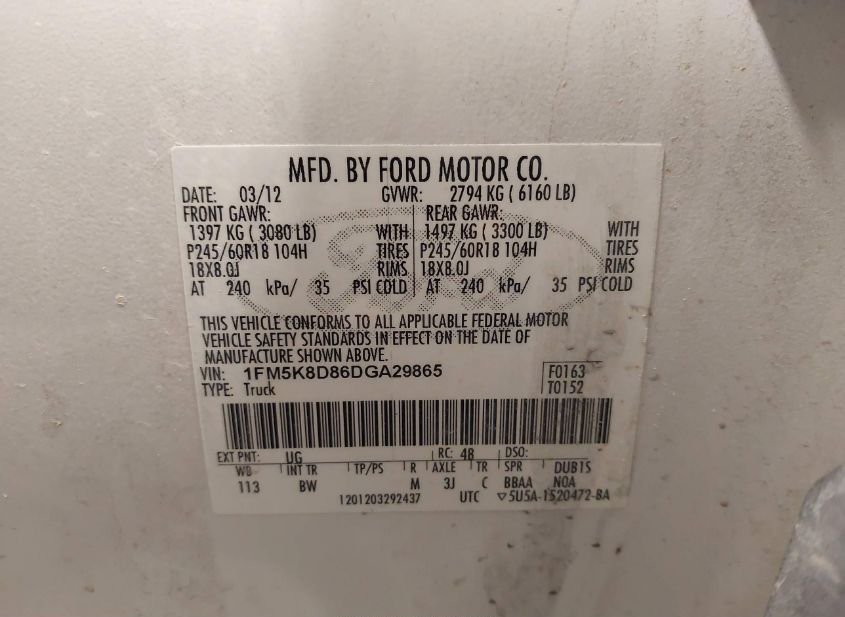 MFD. BY FORD MOTOR CO.
DATE: 03/12 GVWR: 2794 KG ( 6160 LB)
FRONT GAWR: REAR GAWR:
1397 KG ( 3080 LB) WITH 1497 KG ( 3300 LB) WITH
P245/60R18 104H TIRES P245/60R18 104H TIRES
18X8.0J RIMS 18X8.0J RIMS
AT 240 kPa/ 35 PSI COLD AT 240 kPa/ 35 PSI COLD
THIS VEHICLE CONFORMS TO ALL APPLICABLE FEDERAL MOTOR
VEHICLE SAFETY STANDARDS IN EFFECT ON THE DATE OF
MANUFACTURE SHOWN ABOVE.
VIN: 1FM5K8D86DGA29865 F0163
TYPE: Truck T0152
EXT PNT: UG RC: 48 DSO:
WB INT TR TP/PS R AXLE TR SPR DUB1S
113 BW M 3J C BBAA NOA
1201203292437 UTC ▽5U5A-1520472-BA
Ford